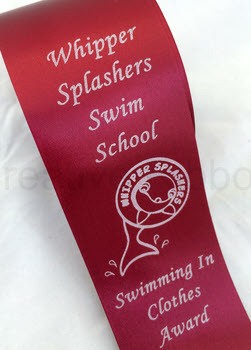 Whipper
Splashers
Swim
School
WHIPPER SPLASHERS
Swimming In
Clothes
Award